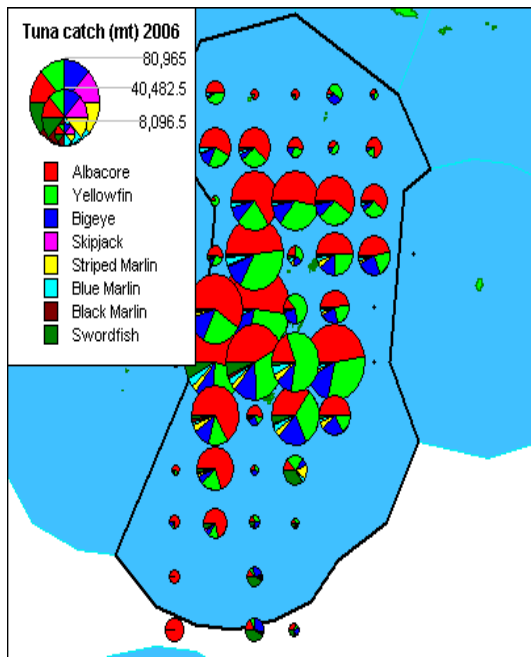 Tuna catch (mt) 2006
80,965
40,482.5
8,096.5
Albacore
Yellowfin
Bigeye
Skipjack
Striped Marlin
Blue Marlin
Black Marlin
Swordfish